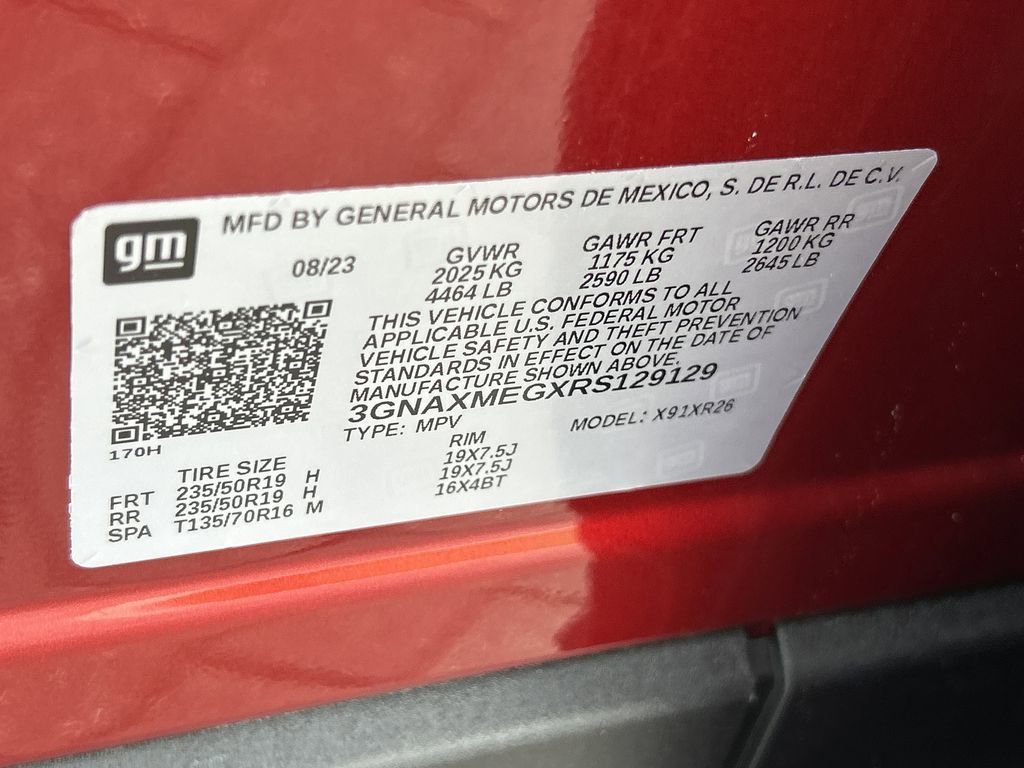 gm
MFD BY GENERAL MOTORS DE MEXICO, S. DE R.L. DE C.V.
08/23
GVWR GAWR FRT GAWR RR
2025 KG 1175 KG 1200 KG
4464 LB 2590 LB 2645 LB
THIS VEHICLE CONFORMS TO ALL
APPLICABLE U.S. FEDERAL MOTOR
VEHICLE SAFETY AND THEFT PREVENTION
STANDARDS IN EFFECT ON THE DATE OF
MANUFACTURE SHOWN ABOVE.
3GNAXMEGXRS129129
TYPE: MPV MODEL: X91XR26
170H
TIRE SIZE RIM
FRT 235/50R19 H 19X7.5J
RR 235/50R19 H 19X7.5J
SPA T135/70R16 M 16X4BT